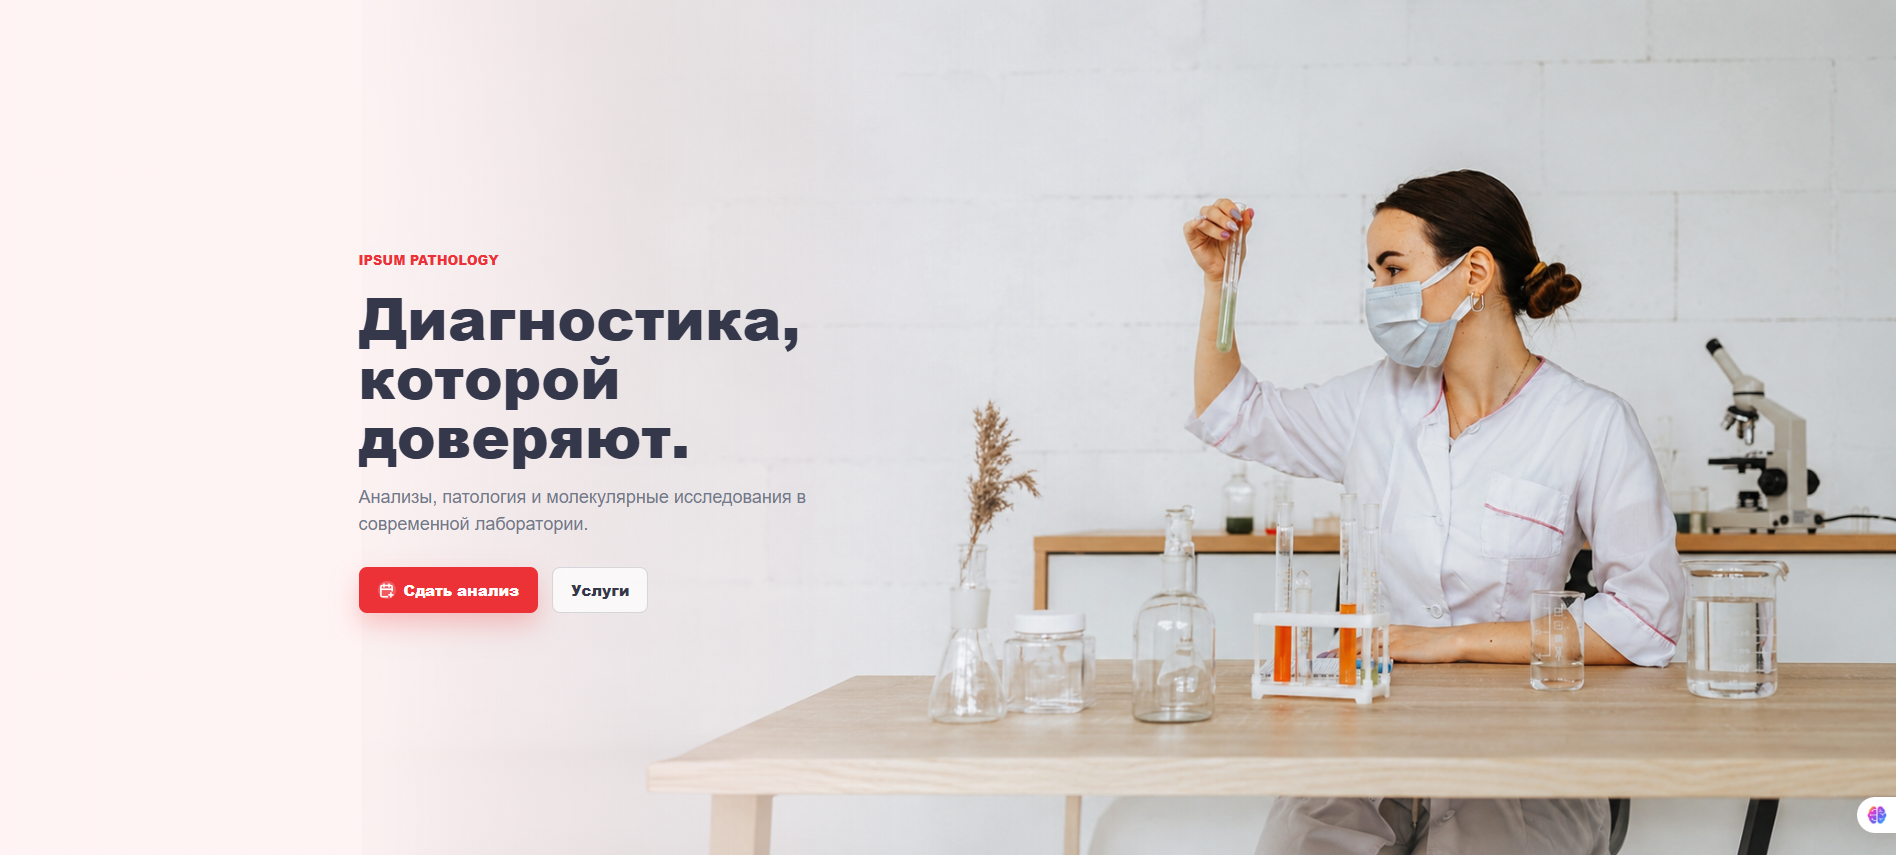 IPSUM PATHOLOGY
Диагностика,
которой
доверяют.
Анализы, патология и молекулярные исследования в
современной лаборатории.
Сдать анализ
Услуги